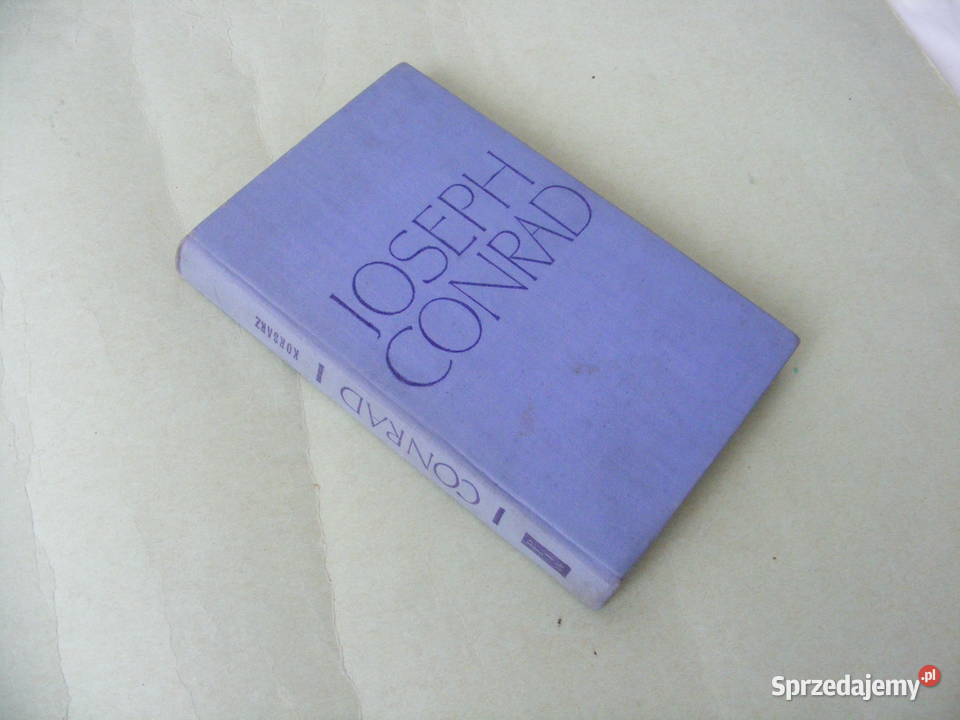 JOSEPH
CONRAD
CONRAD
KORSARZ
Sprzedajemy.pl